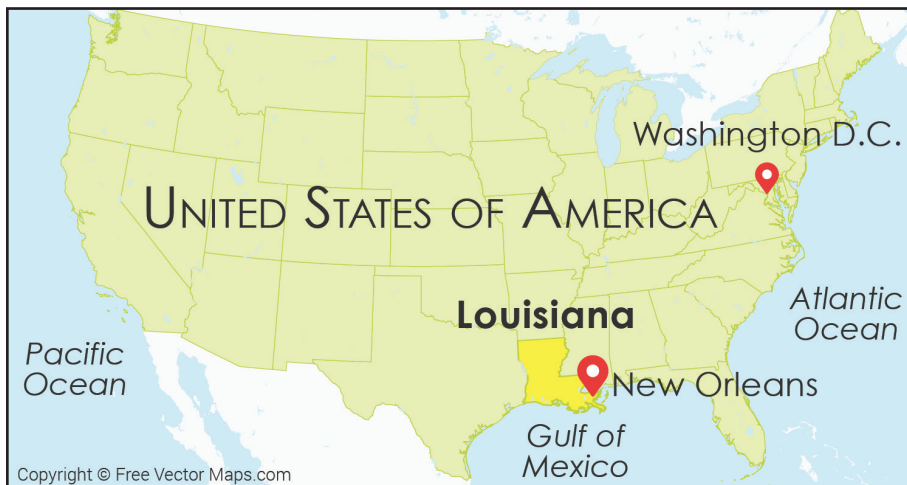 Washington D.C.
UNITED STATES OF AMERICA
Louisiana
Atlantic
Ocean
Pacific
Ocean
New Orleans
Gulf of
Mexico
Copyright © Free Vector Maps.com